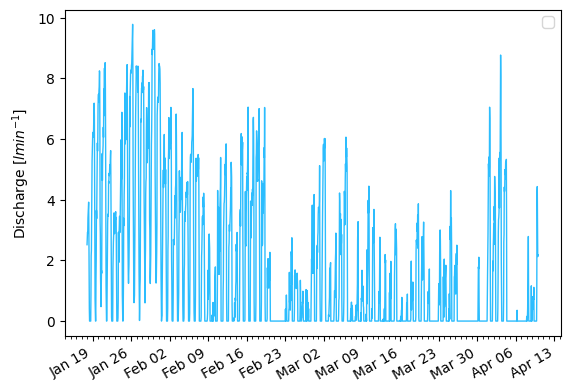 10
8
6
4
2
0
Discharge [lmin⁻¹]
Jan 19
Jan 26
Feb 02
Feb 09
Feb 16
Feb 23
Mar 02
Mar 09
Mar 16
Mar 23
Mar 30
Apr 06
Apr 13